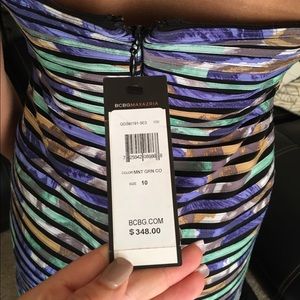 BCBGMAXAZRIA
COLOR MNT GRN CO
SIZE 10
BCBG.COM
$348.00